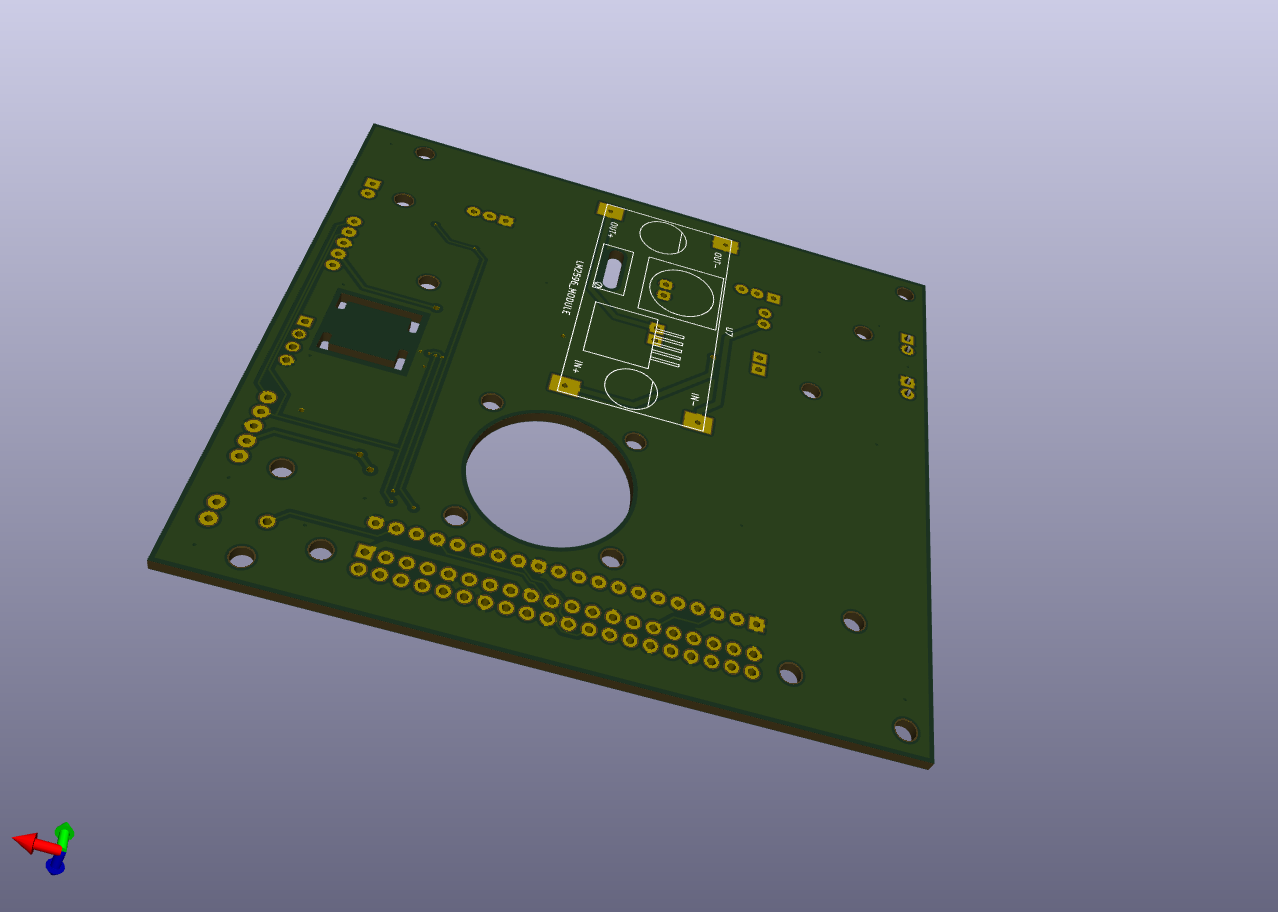 OUT+
OUT-
LM2596_MODULE
U7
IN+
IN-